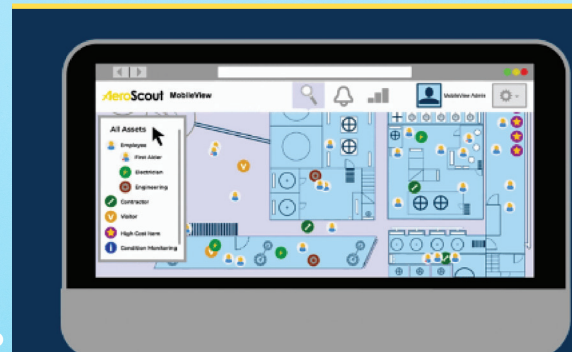 AeroScout MobileView
MobileView Admin
All Assets
Employee
First Aider
Electrician
Engineering
Contractor
Visitor
High Cost Item
Condition Monitoring